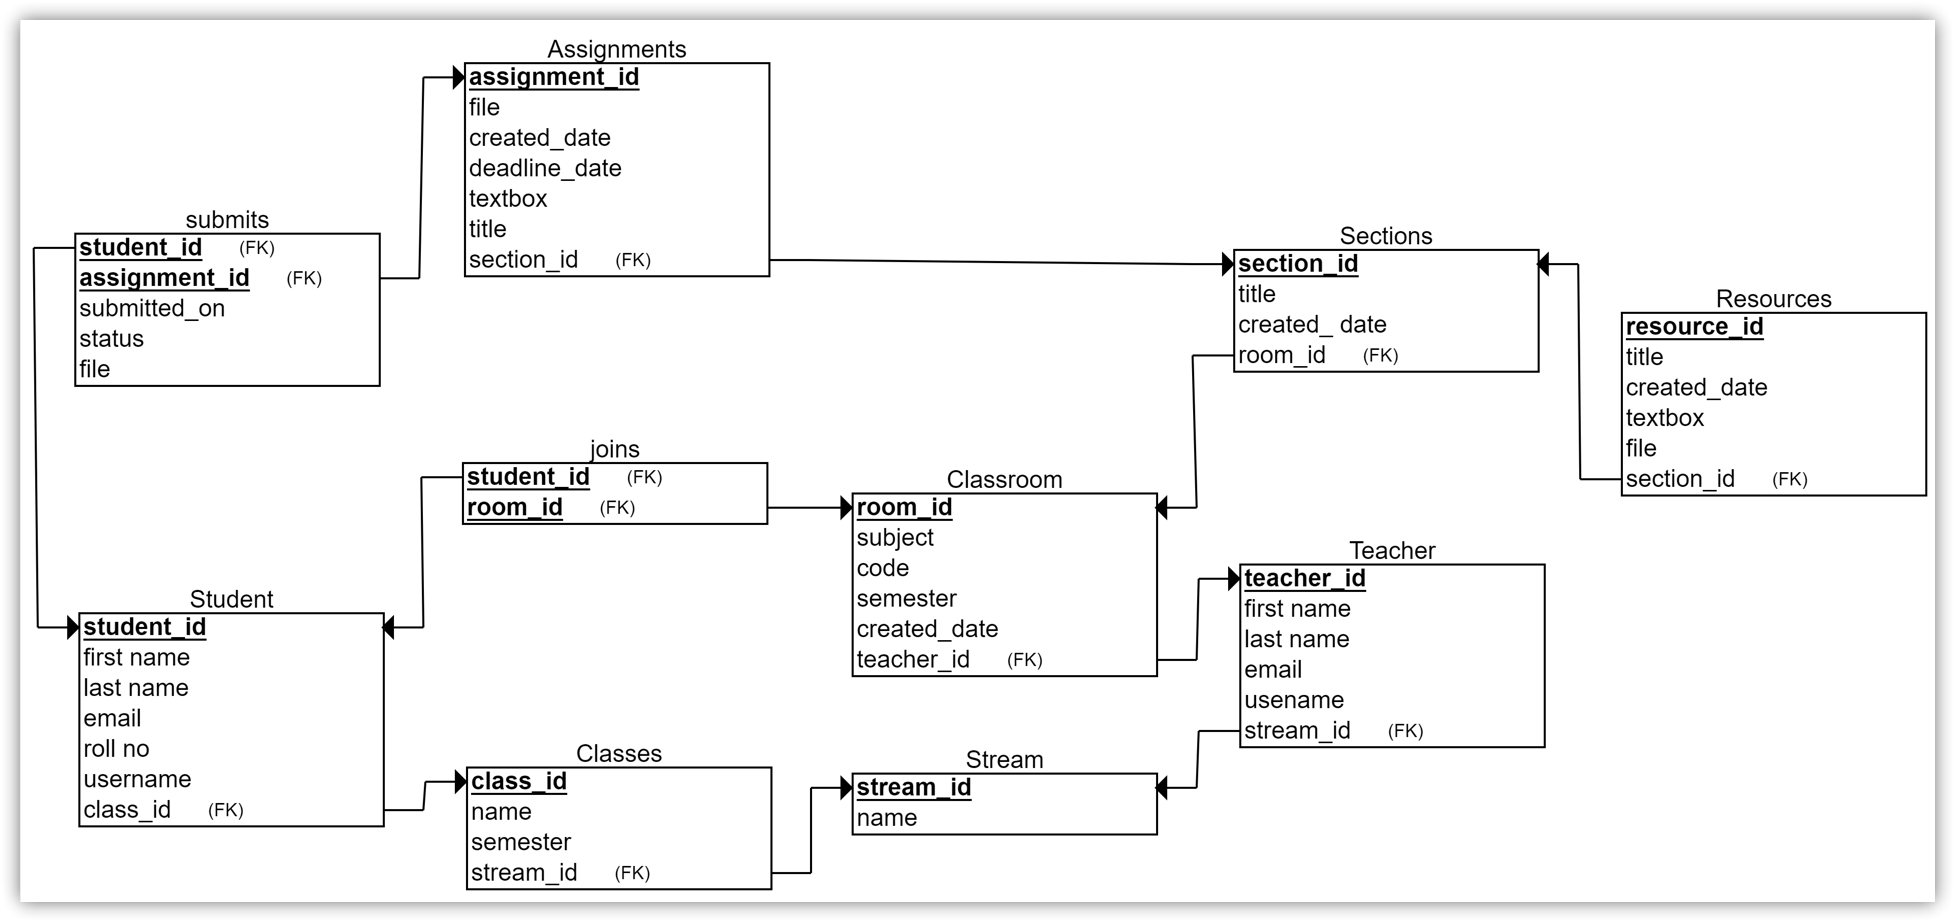 Assignments
assignment_id
file
created_date
deadline_date
textbox
title
section_id (FK)
submits
student_id (FK)
assignment_id (FK)
submitted_on
status
file
Sections
section_id
title
created_ date
room_id (FK)
Resources
resource_id
title
created_date
textbox
file
section_id (FK)
joins
student_id (FK)
room_id (FK)
Classroom
room_id
subject
code
semester
created_date
teacher_id (FK)
Teacher
teacher_id
first name
last name
email
usename
stream_id (FK)
Student
student_id
first name
last name
email
roll no
username
class_id (FK)
Classes
class_id
name
semester
stream_id (FK)
Stream
stream_id
name